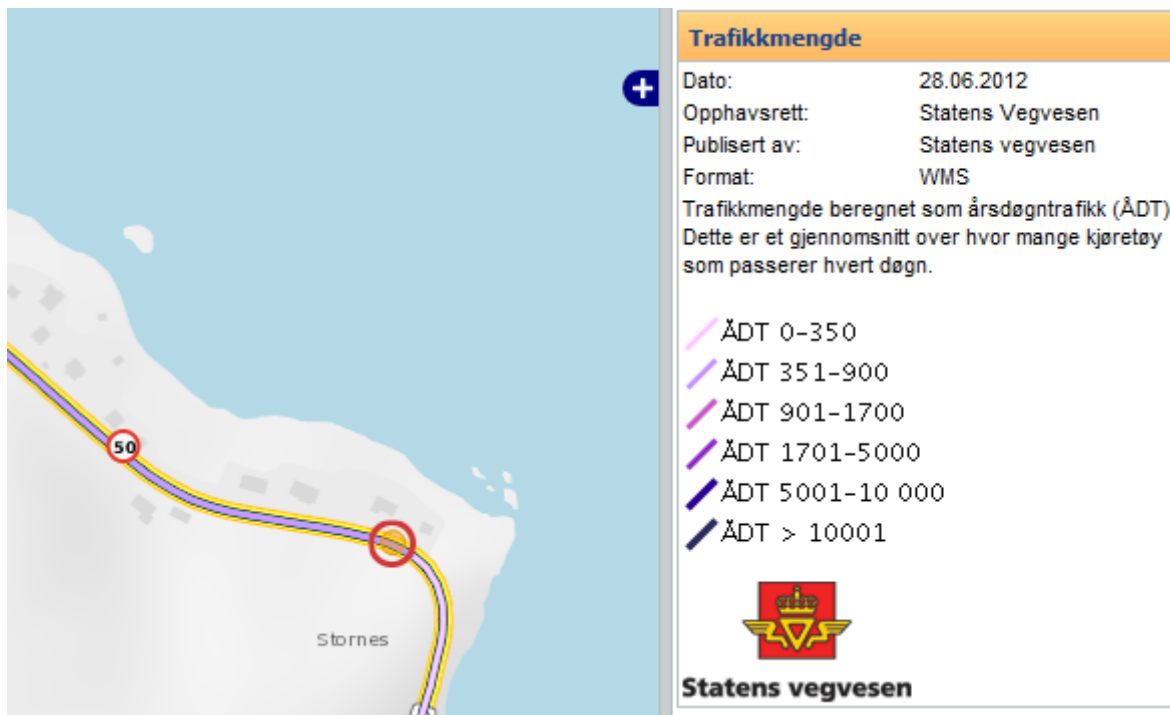 50
Stornes
Trafikkmengde
Dato: 28.06.2012
Opphavsrett: Statens Vegvesen
Publisert av: Statens vegvesen
Format: WMS
Trafikkmengde beregnet som årsdøgntrafikk (ÅDT)
Dette er et gjennomsnitt over hvor mange kjøretøy
som passerer hvert døgn.
ÅDT 0-350
ÅDT 351-900
ÅDT 901-1700
ÅDT 1701-5000
ÅDT 5001-10 000
ÅDT > 10001
Statens vegvesen